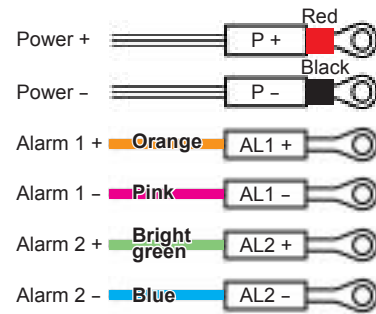 Red
Power + P +
Black
Power – P –
Alarm 1 + Orange AL1 +
Alarm 1 – Pink AL1 –
Alarm 2 + Bright green AL2 +
Alarm 2 – Blue AL2 –